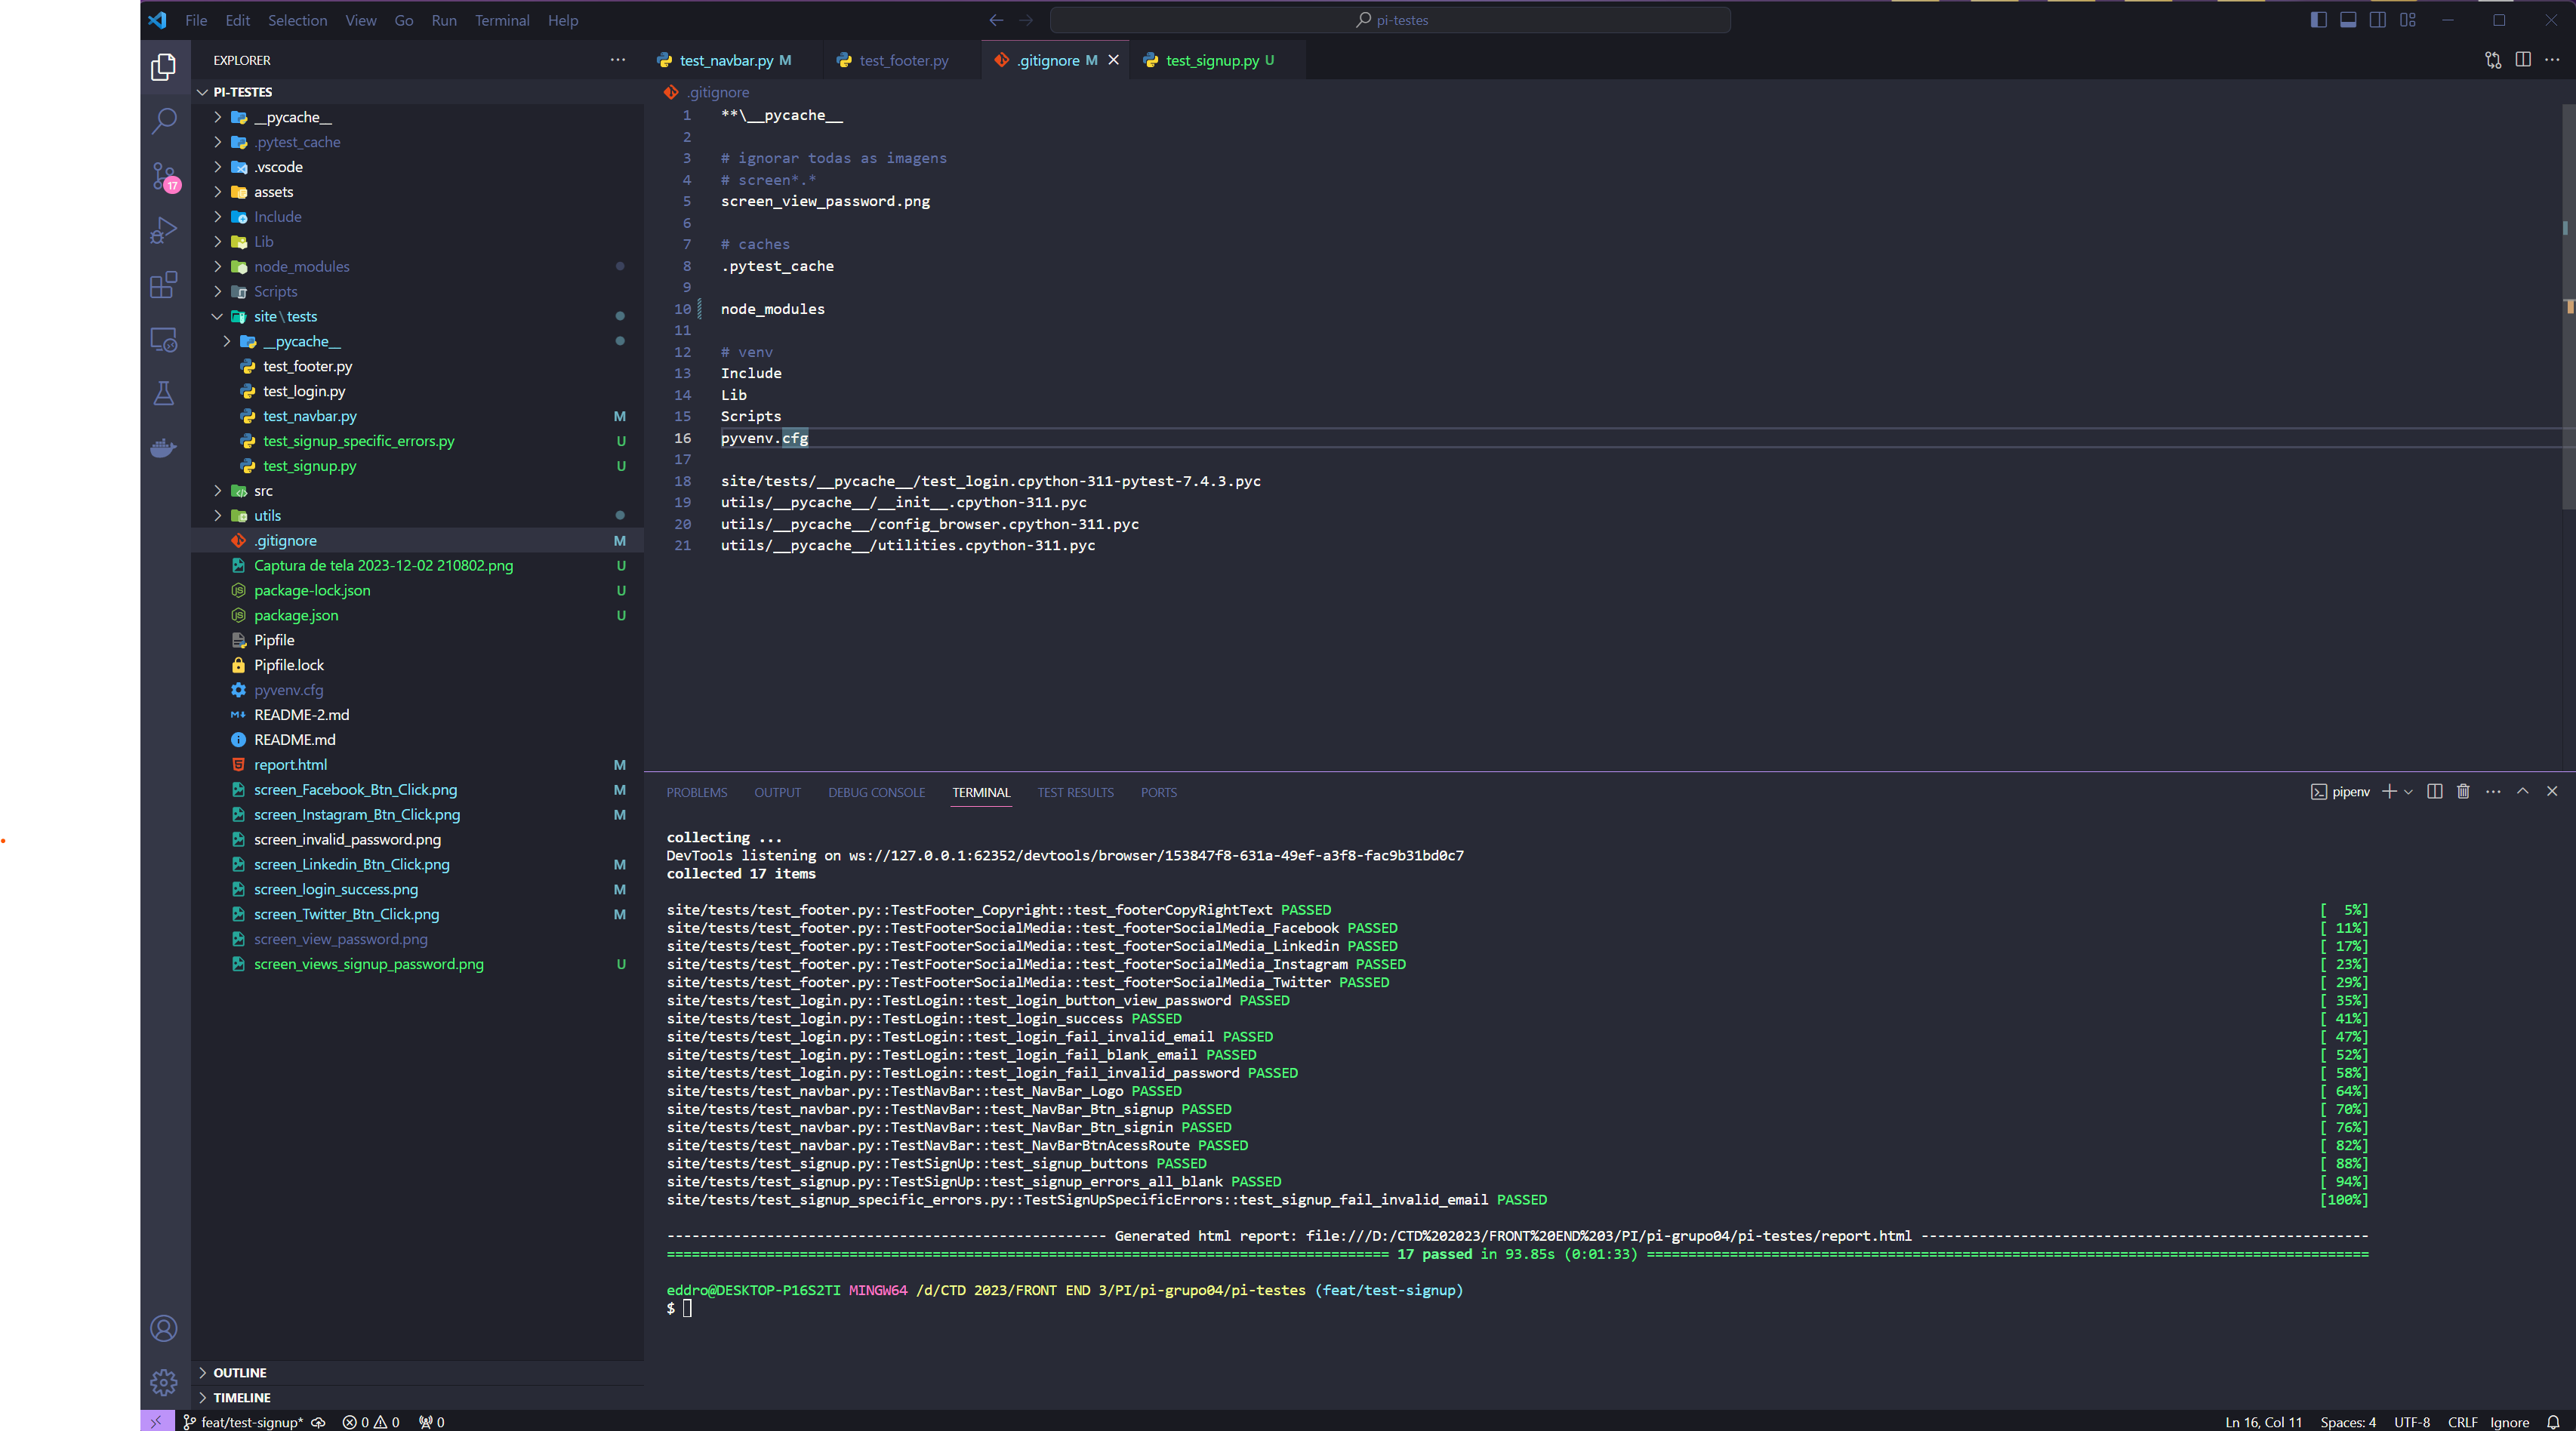 File Edit Selection View Go Run Terminal Help
pi-testes
EXPLORER
PI-TESTES
__pycache__
.pytest_cache
.vscode
assets
Include
Lib
node_modules
Scripts
site\tests
__pycache__
test_footer.py
test_login.py
test_navbar.py M
test_signup_specific_errors.py U
test_signup.py U
src
utils
.gitignore M
Captura de tela 2023-12-02 210802.png U
package-lock.json U
package.json U
Pipfile
Pipfile.lock
pyvenv.cfg
README-2.md
README.md
report.html M
screen_Facebook_Btn_Click.png M
screen_Instagram_Btn_Click.png M
screen_invalid_password.png
screen_Linkedin_Btn_Click.png M
screen_login_success.png M
screen_Twitter_Btn_Click.png M
screen_view_password.png
screen_views_signup_password.png U
OUTLINE
TIMELINE
17
test_navbar.py M test_footer.py .gitignore M test_signup.py U
.gitignore
1 **\__pycache__
2
3 # ignorar todas as imagens
4 # screen*.*
5 screen_view_password.png
6
7 # caches
8 .pytest_cache
9
10 node_modules
11
12 # venv
13 Include
14 Lib
15 Scripts
16 pyvenv.cfg
17
18 site/tests/__pycache__/test_login.cpython-311-pytest-7.4.3.pyc
19 utils/__pycache__/__init__.cpython-311.pyc
20 utils/__pycache__/config_browser.cpython-311.pyc
21 utils/__pycache__/utilities.cpython-311.pyc
PROBLEMS OUTPUT DEBUG CONSOLE TERMINAL TEST RESULTS PORTS
pipenv
collecting ...
DevTools listening on ws://127.0.0.1:62352/devtools/browser/153847f8-631a-49ef-a3f8-fac9b31bd0c7
collected 17 items
site/tests/test_footer.py::TestFooter_Copyright::test_footerCopyRightText PASSED [  5%]
site/tests/test_footer.py::TestFooterSocialMedia::test_footerSocialMedia_Facebook PASSED [ 11%]
site/tests/test_footer.py::TestFooterSocialMedia::test_footerSocialMedia_Linkedin PASSED [ 17%]
site/tests/test_footer.py::TestFooterSocialMedia::test_footerSocialMedia_Instagram PASSED [ 23%]
site/tests/test_footer.py::TestFooterSocialMedia::test_footerSocialMedia_Twitter PASSED [ 29%]
site/tests/test_login.py::TestLogin::test_login_button_view_password PASSED [ 35%]
site/tests/test_login.py::TestLogin::test_login_success PASSED [ 41%]
site/tests/test_login.py::TestLogin::test_login_fail_invalid_email PASSED [ 47%]
site/tests/test_login.py::TestLogin::test_login_fail_blank_email PASSED [ 52%]
site/tests/test_login.py::TestLogin::test_login_fail_invalid_password PASSED [ 58%]
site/tests/test_navbar.py::TestNavBar::test_NavBar_Logo PASSED [ 64%]
site/tests/test_navbar.py::TestNavBar::test_NavBar_Btn_signup PASSED [ 70%]
site/tests/test_navbar.py::TestNavBar::test_NavBar_Btn_signin PASSED [ 76%]
site/tests/test_navbar.py::TestNavBar::test_NavBarBtnAcessRoute PASSED [ 82%]
site/tests/test_signup.py::TestSignUp::test_signup_buttons PASSED [ 88%]
site/tests/test_signup.py::TestSignUp::test_signup_errors_all_blank PASSED [ 94%]
site/tests/test_signup_specific_errors.py::TestSignUpSpecificErrors::test_signup_fail_invalid_email PASSED [100%]
----------------------------------------------------- Generated html report: file:///D:/CTD%202023/FRONT%20END%203/PI/pi-grupo04/pi-testes/report.html ------------------------------------------------------
======================================================================================= 17 passed in 93.85s (0:01:33) =======================================================================================
eddro@DESKTOP-P16S2TI MINGW64 /d/CTD 2023/FRONT END 3/PI/pi-grupo04/pi-testes (feat/test-signup)
$
feat/test-signup* 0 0 0 Ln 16, Col 11 Spaces: 4 UTF-8 CRLF Ignore